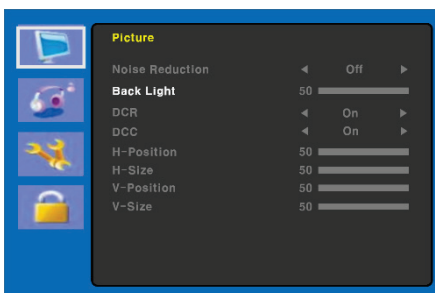 Picture
Noise Reduction ◀ Off ▶
Back Light 50
DCR ◀ On ▶
DCC ◀ On ▶
H-Position 50
H-Size 50
V-Position 50
V-Size 50